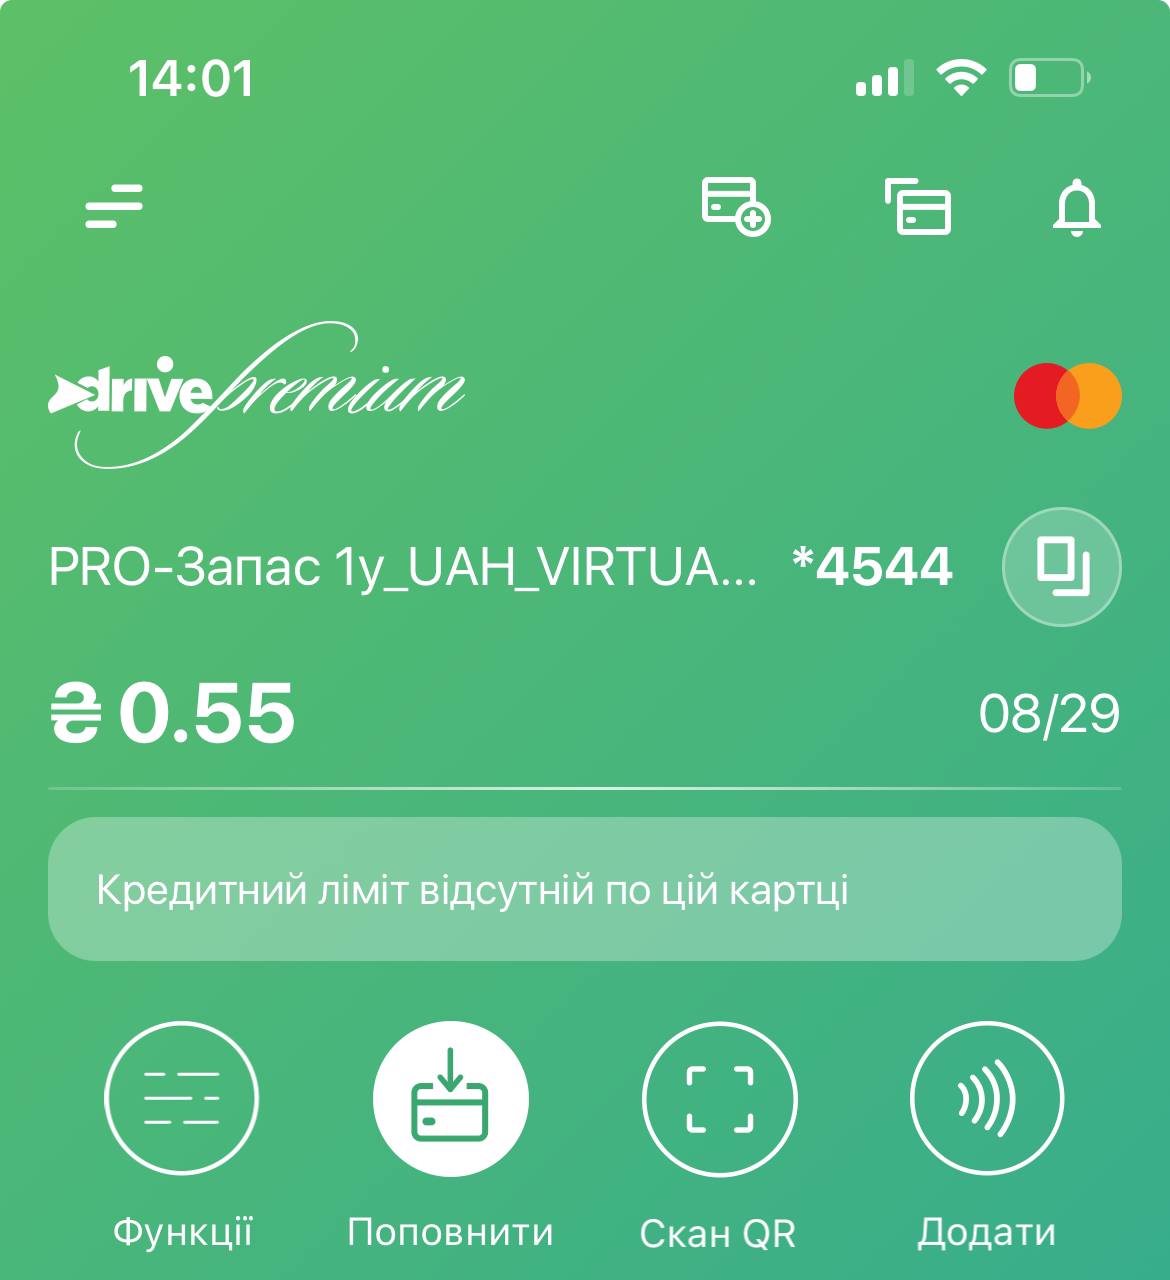 14:01
drive premium
PRO-Запас 1y_UAH_VIRTUA... *4544
₴ 0.55 08/29
Кредитний ліміт відсутній по цій картці
Функції Поповнити Скан QR Додати